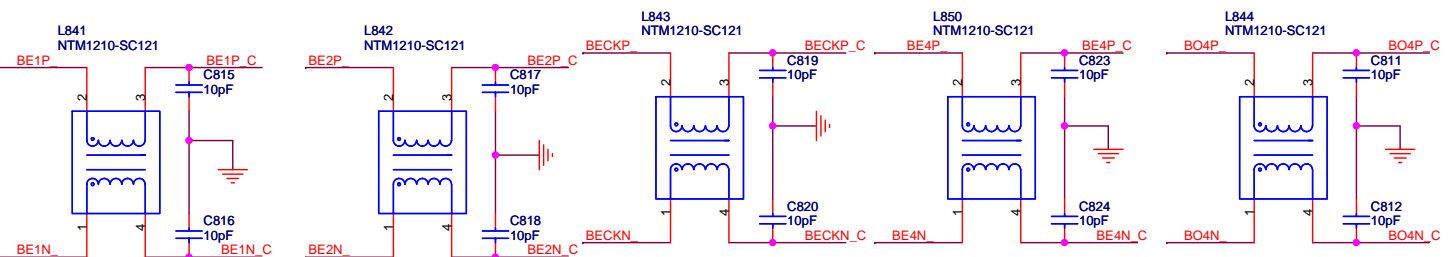 L841
NTM1210-SC121
BE1P_
BE1P_C
C815
10pF
2
3
1
4
C816
10pF
BE1N_
BE1N_C
L842
NTM1210-SC121
BE2P_
BE2P_C
C817
10pF
2
3
1
4
C818
10pF
BE2N_
BE2N_C
L843
NTM1210-SC121
BECKP_
BECKP_C
C819
10pF
2
3
1
4
C820
10pF
BECKN_
BECKN_C
L850
NTM1210-SC121
BE4P_
BE4P_C
C823
10pF
2
3
1
4
C824
10pF
BE4N_
BE4N_C
L844
NTM1210-SC121
BO4P_
BO4P_C
C811
10pF
2
3
1
4
C812
10pF
BO4N_
BO4N_C